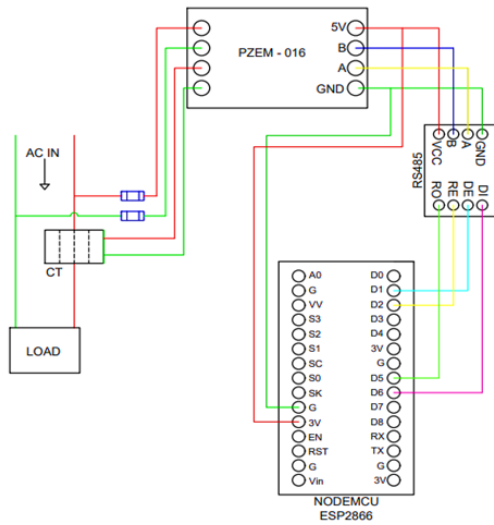 PZEM - 016
5V
B
A
GND
AC IN
CT
LOAD
RS485
VCC
B
A
GND
RO
RE
DE
DI
A0
G
VV
S3
S2
S1
SC
S0
SK
G
3V
EN
RST
G
Vin
D0
D1
D2
D3
D4
3V
G
D5
D6
D7
D8
RX
TX
G
3V
NODEMCU
ESP2866